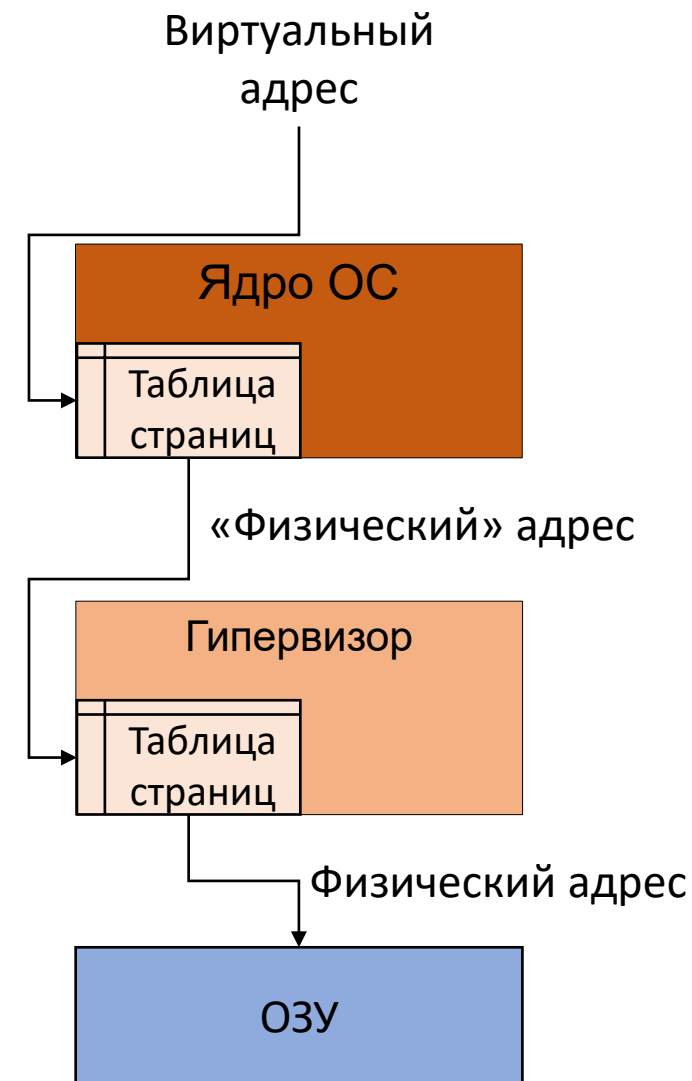 Виртуальный
адрес
Ядро ОС
Таблица
страниц
«Физический» адрес
Гипервизор
Таблица
страниц
Физический адрес
ОЗУ